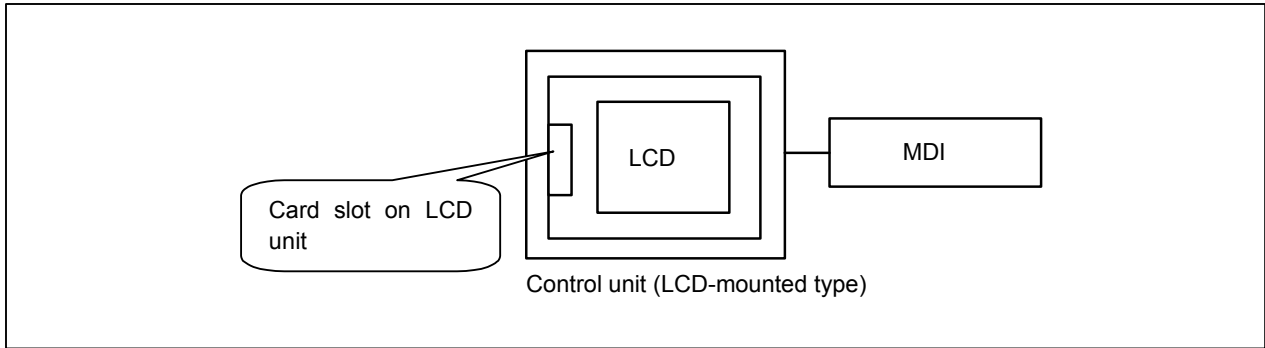 LCD
MDI
Card slot on LCD
unit
Control unit (LCD-mounted type)